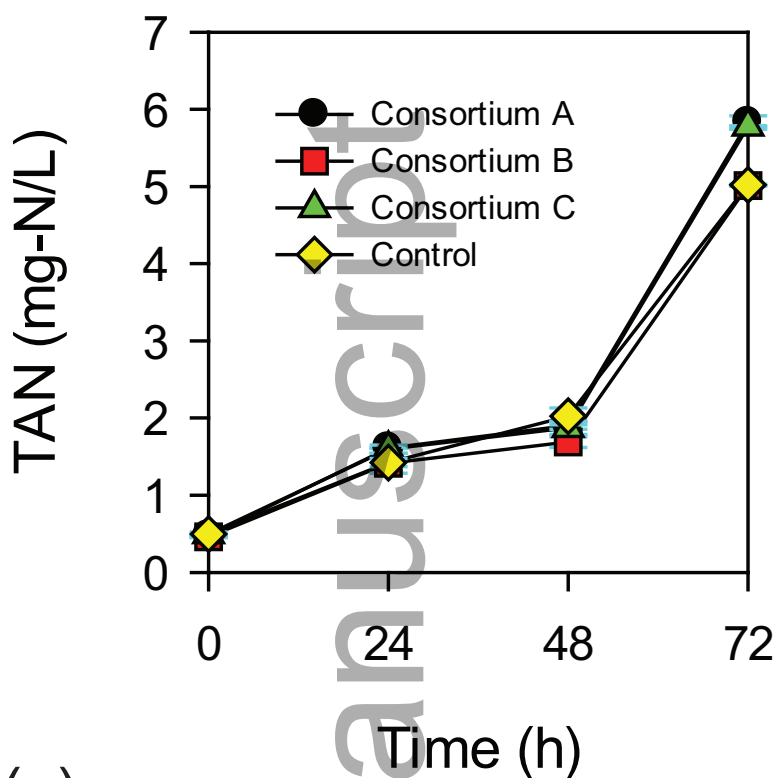 7
6
5
4
3
2
1
0
TAN (mg-N/L)
Consortium A
Consortium B
Consortium C
Control
0 24 48 72
Time (h)
anuscript